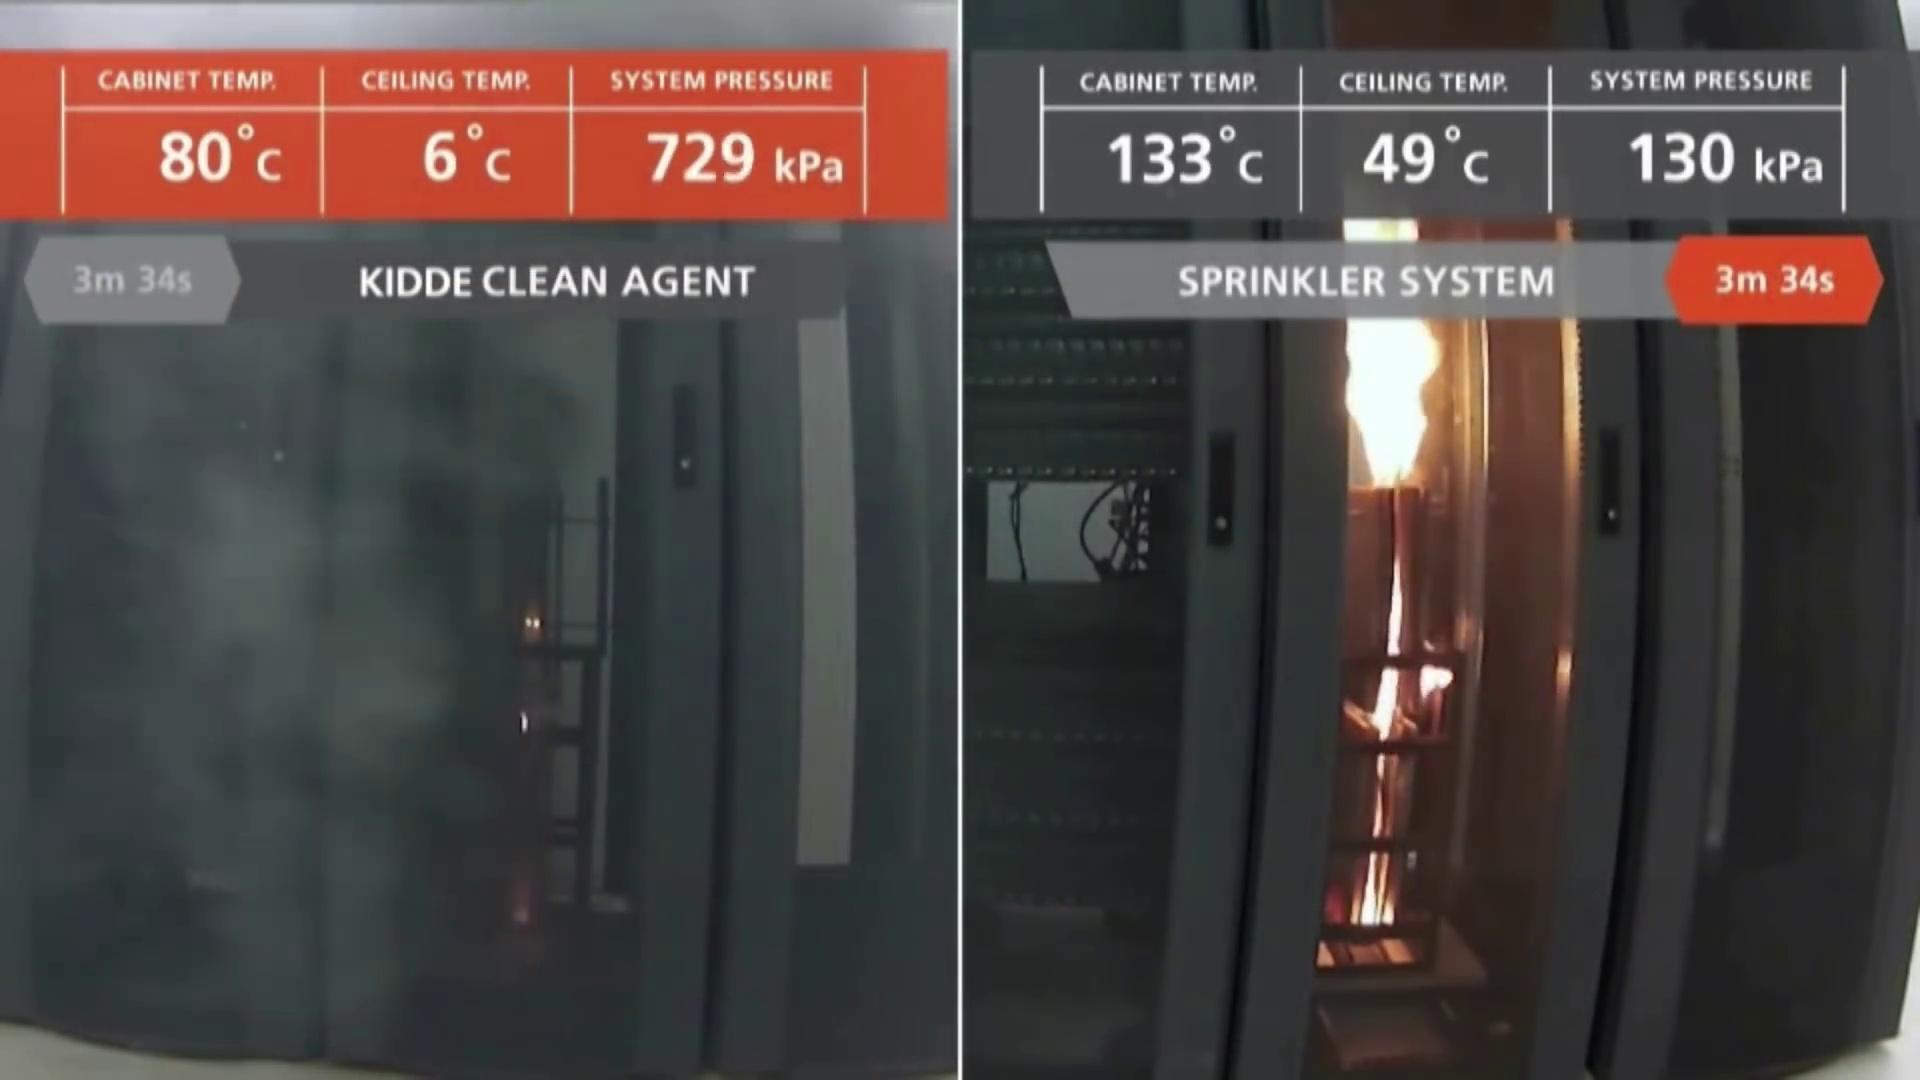 CABINET TEMP. CEILING TEMP. SYSTEM PRESSURE
80°C 6°C 729 kPa
3m 34s KIDDE CLEAN AGENT
CABINET TEMP. CEILING TEMP. SYSTEM PRESSURE
133°C 49°C 130 kPa
SPRINKLER SYSTEM 3m 34s